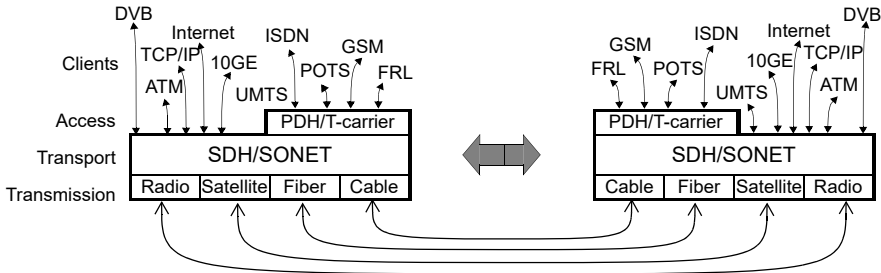 DVB
Internet
ISDN
TCP/IP
GSM
Clients
10GE
POTS
FRL
ATM
UMTS
Access
PDH/T-carrier
Transport
SDH/SONET
Transmission
Radio
Satellite
Fiber
Cable
DVB
Internet
ISDN
GSM
TCP/IP
10GE
FRL
POTS
UMTS
ATM
PDH/T-carrier
SDH/SONET
Cable
Fiber
Satellite
Radio